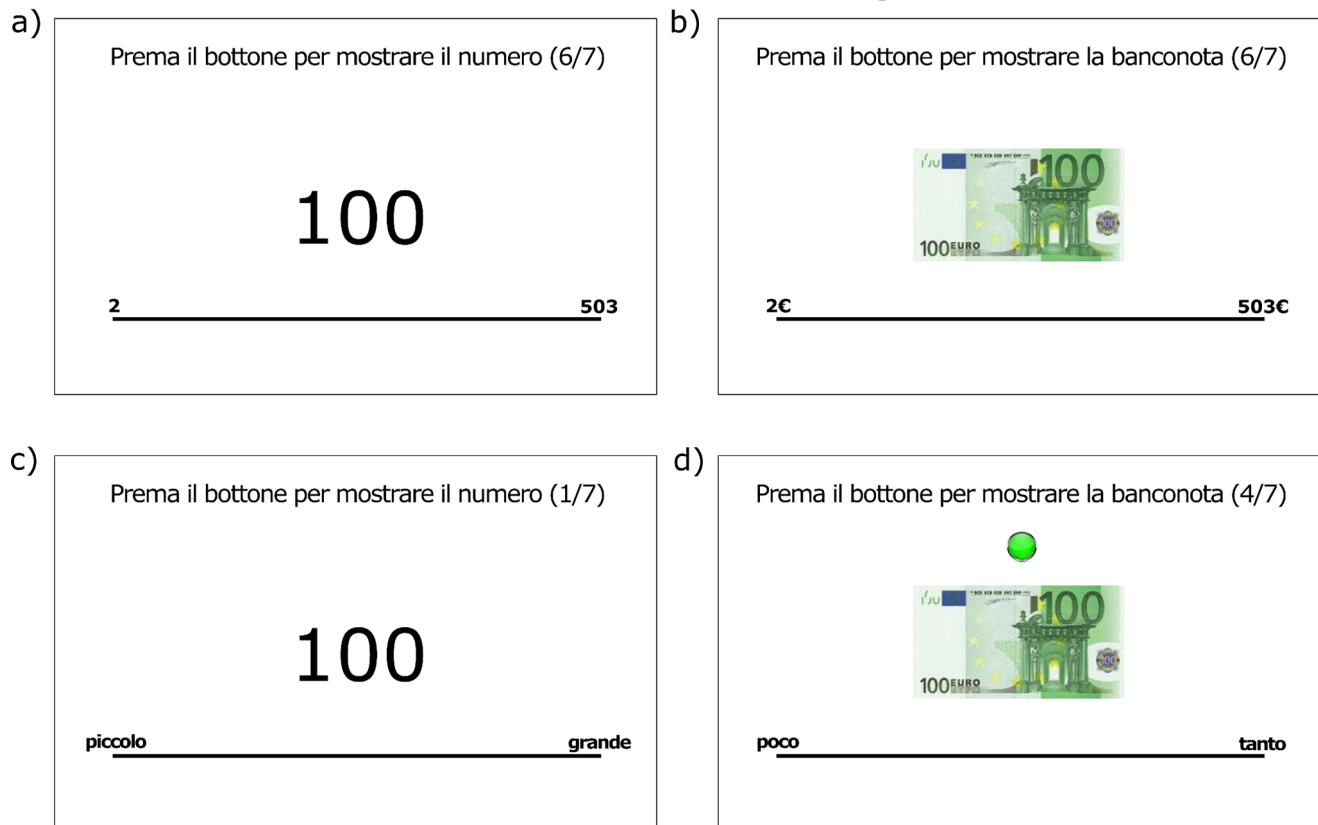 a)
Prema il bottone per mostrare il numero (6/7)
100
2
503
b)
Prema il bottone per mostrare la banconota (6/7)
100
100 EURO
2€
503€
c)
Prema il bottone per mostrare il numero (1/7)
100
piccolo
grande
d)
Prema il bottone per mostrare la banconota (4/7)
100
100 EURO
poco
tanto